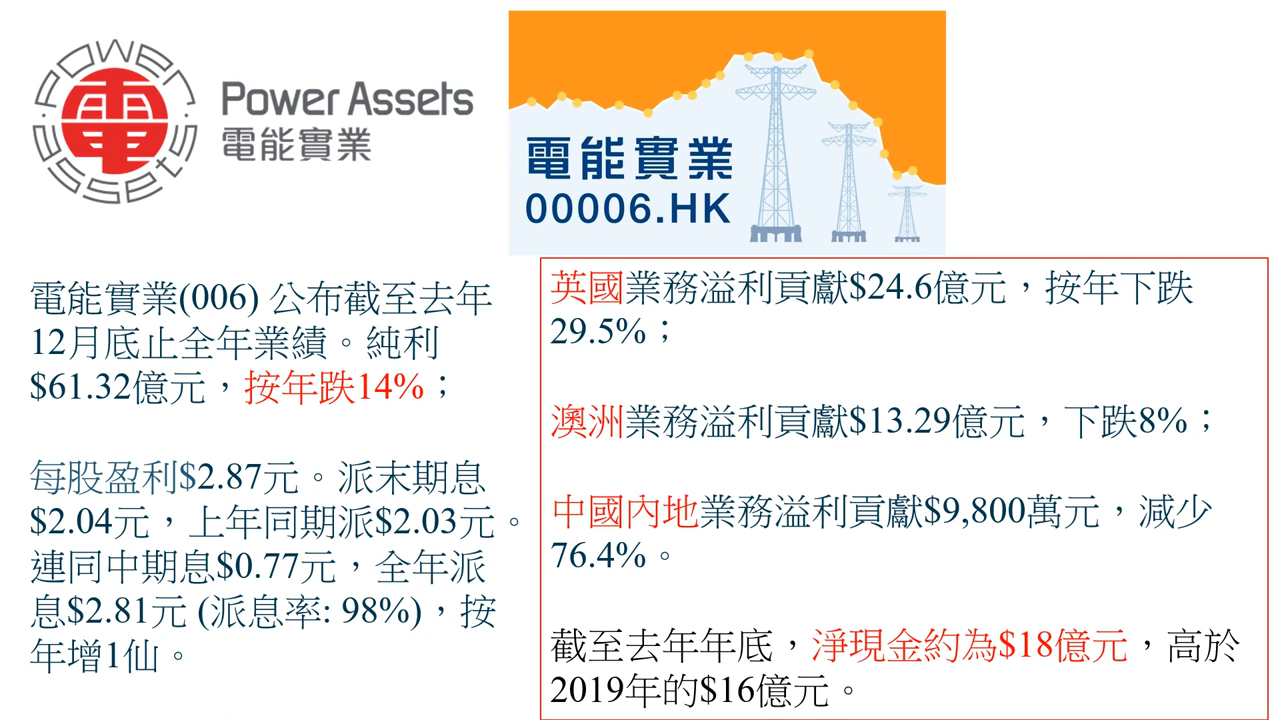 POWER ASSETS
電
Power Assets
電能實業
電能實業
00006.HK
電能實業(006) 公布截至去年
12月底止全年業績。純利
$61.32億元，按年跌14%；
每股盈利$2.87元。派末期息
$2.04元，上年同期派$2.03元。
連同中期息$0.77元，全年派
息$2.81元 (派息率: 98%)，按
年增1仙。
英國業務溢利貢獻$24.6億元，按年下跌
29.5%；
澳洲業務溢利貢獻$13.29億元，下跌8%；
中國內地業務溢利貢獻$9,800萬元，減少
76.4%。
截至去年年底，淨現金約為$18億元，高於
2019年的$16億元。